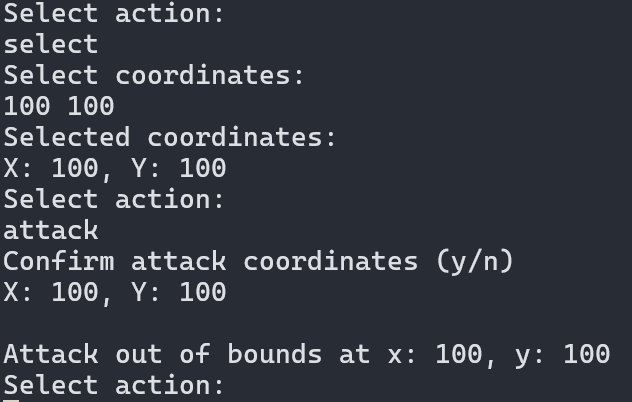 Select action:
select
Select coordinates:
100 100
Selected coordinates:
X: 100, Y: 100
Select action:
attack
Confirm attack coordinates (y/n)
X: 100, Y: 100

Attack out of bounds at x: 100, y: 100
Select action: